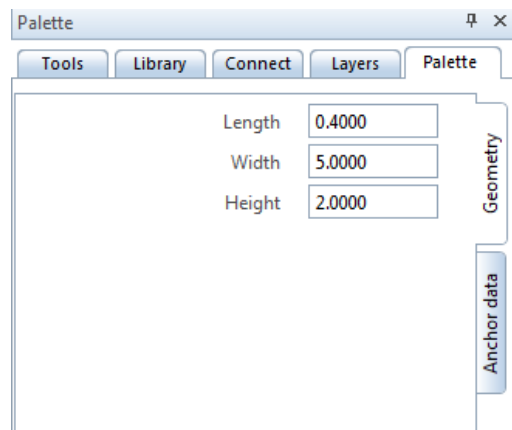 Palette
Tools Library Connect Layers Palette
Length 0.4000
Width 5.0000
Height 2.0000
Geometry
Anchor data